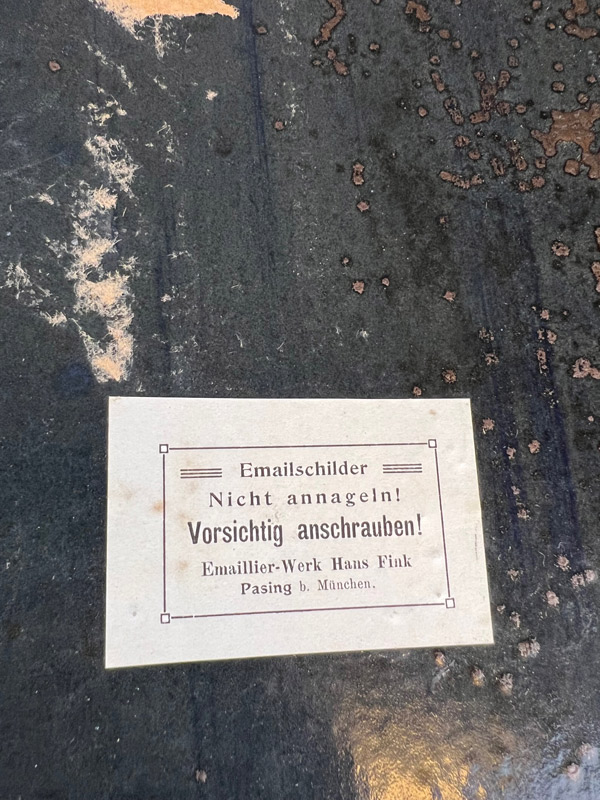 Emailschilder
Nicht annageln!
Vorsichtig anschrauben!
Emaillier-Werk Hans Fink
Pasing b. München.